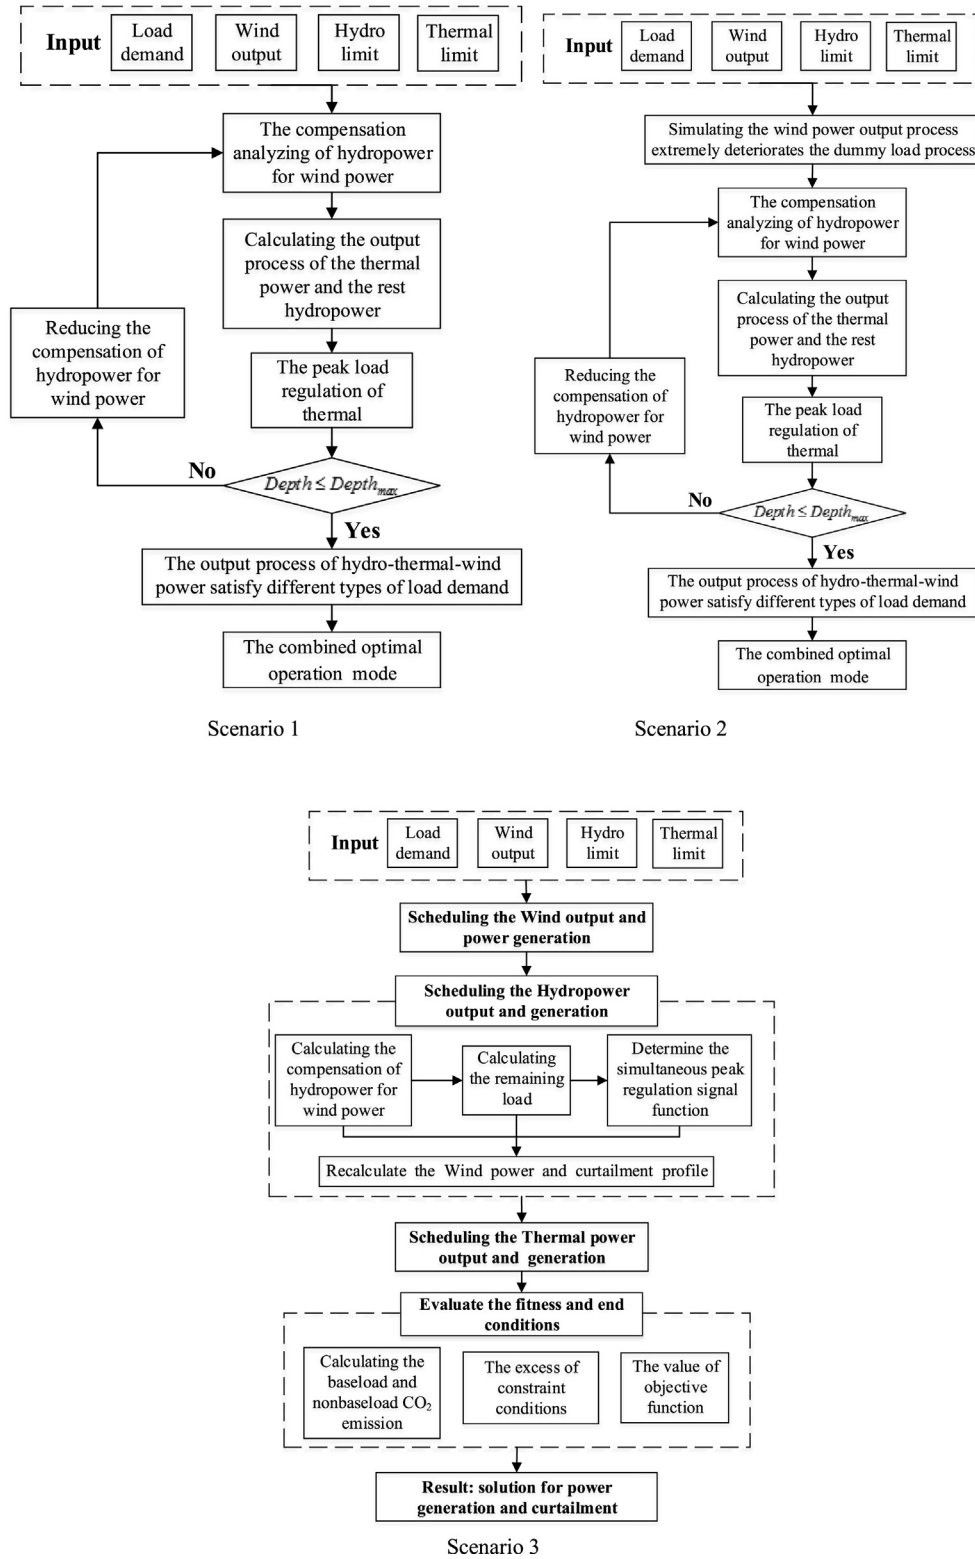 Input
Load
demand
Wind
output
Hydro
limit
Thermal
limit
The compensation
analyzing of hydropower
for wind power
Calculating the output
process of the thermal
power and the rest
hydropower
Reducing the
compensation of
hydropower for
wind power
The peak load
regulation of
thermal
No
Depth ≤ Depth_max
Yes
The output process of hydro-thermal-wind
power satisfy different types of load demand
The combined optimal
operation mode
Scenario 1
Input
Load
demand
Wind
output
Hydro
limit
Thermal
limit
Simulating the wind power output process
extremely deteriorates the dummy load process
The compensation
analyzing of hydropower
for wind power
Calculating the output
process of the thermal
power and the rest
hydropower
Reducing the
compensation of
hydropower for
wind power
The peak load
regulation of
thermal
No
Depth ≤ Depth_max
Yes
The output process of hydro-thermal-wind
power satisfy different types of load demand
The combined optimal
operation mode
Scenario 2
Input
Load
demand
Wind
output
Hydro
limit
Thermal
limit
Scheduling the Wind output and
power generation
Scheduling the Hydropower
output and generation
Calculating the
compensation of
hydropower for
wind power
Calculating
the remaining
load
Determine the
simultaneous peak
regulation signal
function
Recalculate the Wind power and curtailment profile
Scheduling the Thermal power
output and generation
Evaluate the fitness and end
conditions
Calculating the
baseload and
nonbaseload CO₂
emission
The excess of
constraint
conditions
The value of
objective
function
Result: solution for power
generation and curtailment
Scenario 3